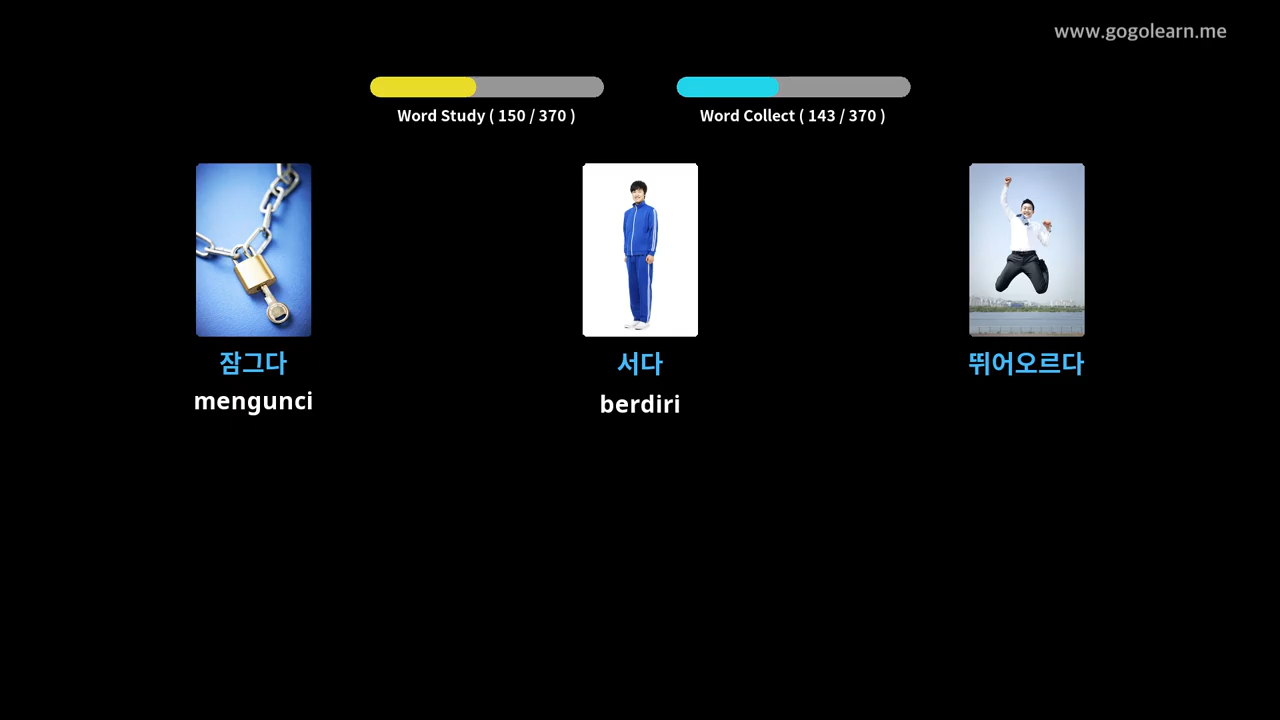 www.gogolearn.me
Word Study ( 150 / 370 )
Word Collect ( 143 / 370 )
잠그다
서다
뛰어오르다
mengunci
berdiri